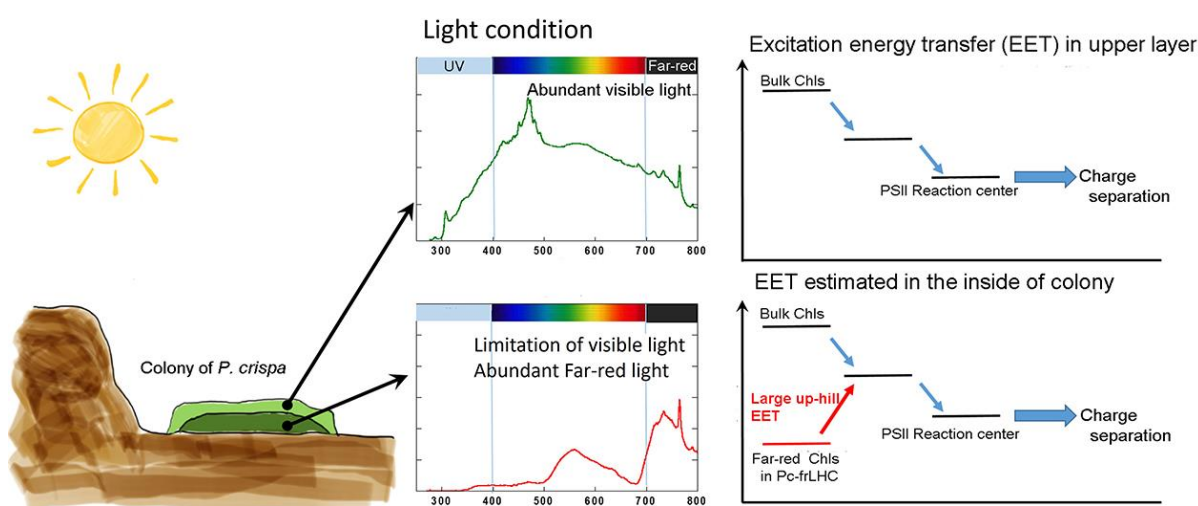 Light condition
UV
Far-red
Abundant visible light
300 400 500 600 700 800
Excitation energy transfer (EET) in upper layer
Bulk Chls
PSII Reaction center
Charge
separation
Colony of P. crispa
Limitation of visible light
Abundant Far-red light
300 400 500 600 700 800
EET estimated in the inside of colony
Bulk Chls
Large up-hill
EET
PSII Reaction center
Charge
separation
Far-red Chls
in Pc-frLHC